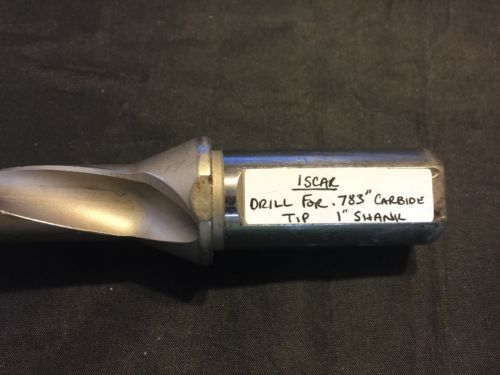 ISCAR
DRILL FOR .783" CARBIDE
TIP 1" SHANK